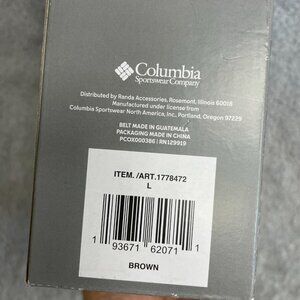 Columbia
Sportswear Company
Distributed by Randa Accessories, Rosemont, Illinois 60018
Manufactured under license from
Columbia Sportswear North America, Inc., Portland, Oregon 97229
BELT MADE IN GUATEMALA
PACKAGING MADE IN CHINA
PCOX000386 | RN129919
ITEM. /ART.1778472
L
1 93671 62071 1
BROWN